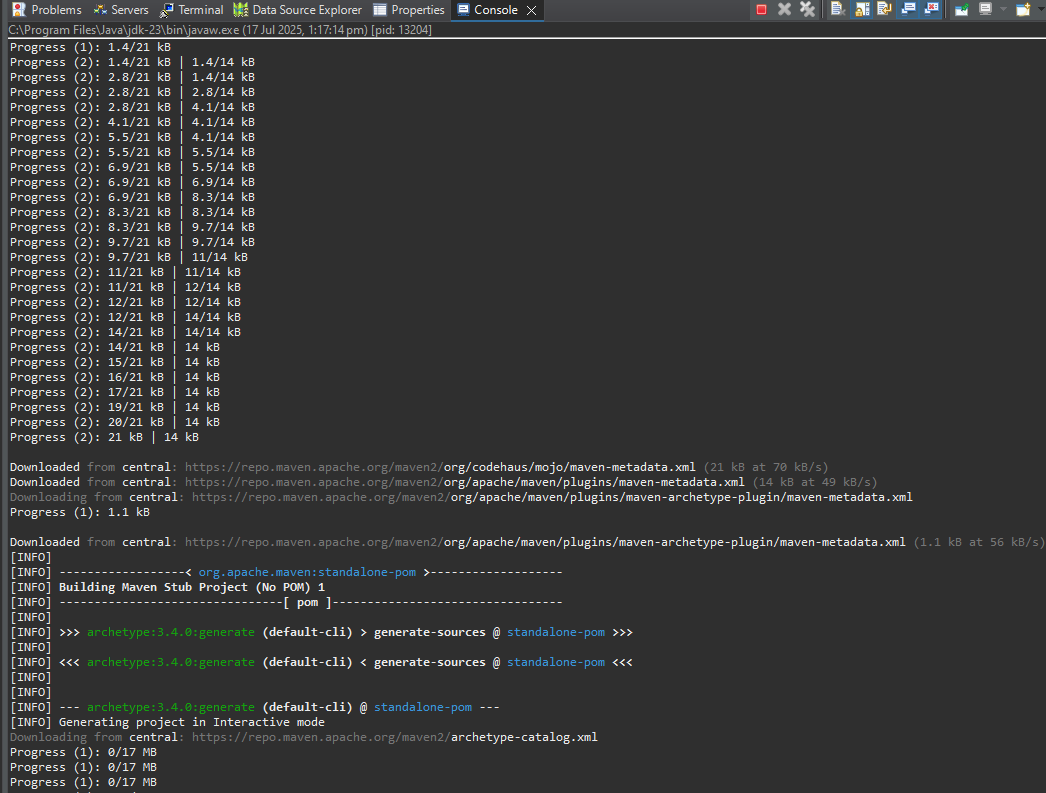 Problems Servers Terminal Data Source Explorer Properties Console
C:\Program Files\Java\jdk-23\bin\javaw.exe (17 Jul 2025, 1:17:14 pm) [pid: 13204]
Progress (1): 1.4/21 kB
Progress (2): 1.4/21 kB | 1.4/14 kB
Progress (2): 2.8/21 kB | 1.4/14 kB
Progress (2): 2.8/21 kB | 2.8/14 kB
Progress (2): 2.8/21 kB | 4.1/14 kB
Progress (2): 4.1/21 kB | 4.1/14 kB
Progress (2): 5.5/21 kB | 4.1/14 kB
Progress (2): 5.5/21 kB | 5.5/14 kB
Progress (2): 6.9/21 kB | 5.5/14 kB
Progress (2): 6.9/21 kB | 6.9/14 kB
Progress (2): 6.9/21 kB | 8.3/14 kB
Progress (2): 8.3/21 kB | 8.3/14 kB
Progress (2): 8.3/21 kB | 9.7/14 kB
Progress (2): 9.7/21 kB | 9.7/14 kB
Progress (2): 9.7/21 kB | 11/14 kB
Progress (2): 11/21 kB | 11/14 kB
Progress (2): 11/21 kB | 12/14 kB
Progress (2): 12/21 kB | 12/14 kB
Progress (2): 12/21 kB | 14/14 kB
Progress (2): 14/21 kB | 14/14 kB
Progress (2): 14/21 kB | 14 kB
Progress (2): 15/21 kB | 14 kB
Progress (2): 16/21 kB | 14 kB
Progress (2): 17/21 kB | 14 kB
Progress (2): 19/21 kB | 14 kB
Progress (2): 20/21 kB | 14 kB
Progress (2): 21 kB | 14 kB
Downloaded from central: https://repo.maven.apache.org/maven2/org/codehaus/mojo/maven-metadata.xml (21 kB at 70 kB/s)
Downloaded from central: https://repo.maven.apache.org/maven2/org/apache/maven/plugins/maven-metadata.xml (14 kB at 49 kB/s)
Downloading from central: https://repo.maven.apache.org/maven2/org/apache/maven/plugins/maven-archetype-plugin/maven-metadata.xml
Progress (1): 1.1 kB
Downloaded from central: https://repo.maven.apache.org/maven2/org/apache/maven/plugins/maven-archetype-plugin/maven-metadata.xml (1.1 kB at 56 kB/s)
[INFO]
[INFO] ------------------< org.apache.maven:standalone-pom >-------------------
[INFO] Building Maven Stub Project (No POM) 1
[INFO] --------------------------------[ pom ]---------------------------------
[INFO]
[INFO] >>> archetype:3.4.0:generate (default-cli) > generate-sources @ standalone-pom >>>
[INFO]
[INFO] <<< archetype:3.4.0:generate (default-cli) < generate-sources @ standalone-pom <<<
[INFO]
[INFO]
[INFO] --- archetype:3.4.0:generate (default-cli) @ standalone-pom ---
[INFO] Generating project in Interactive mode
Downloading from central: https://repo.maven.apache.org/maven2/archetype-catalog.xml
Progress (1): 0/17 MB
Progress (1): 0/17 MB
Progress (1): 0/17 MB